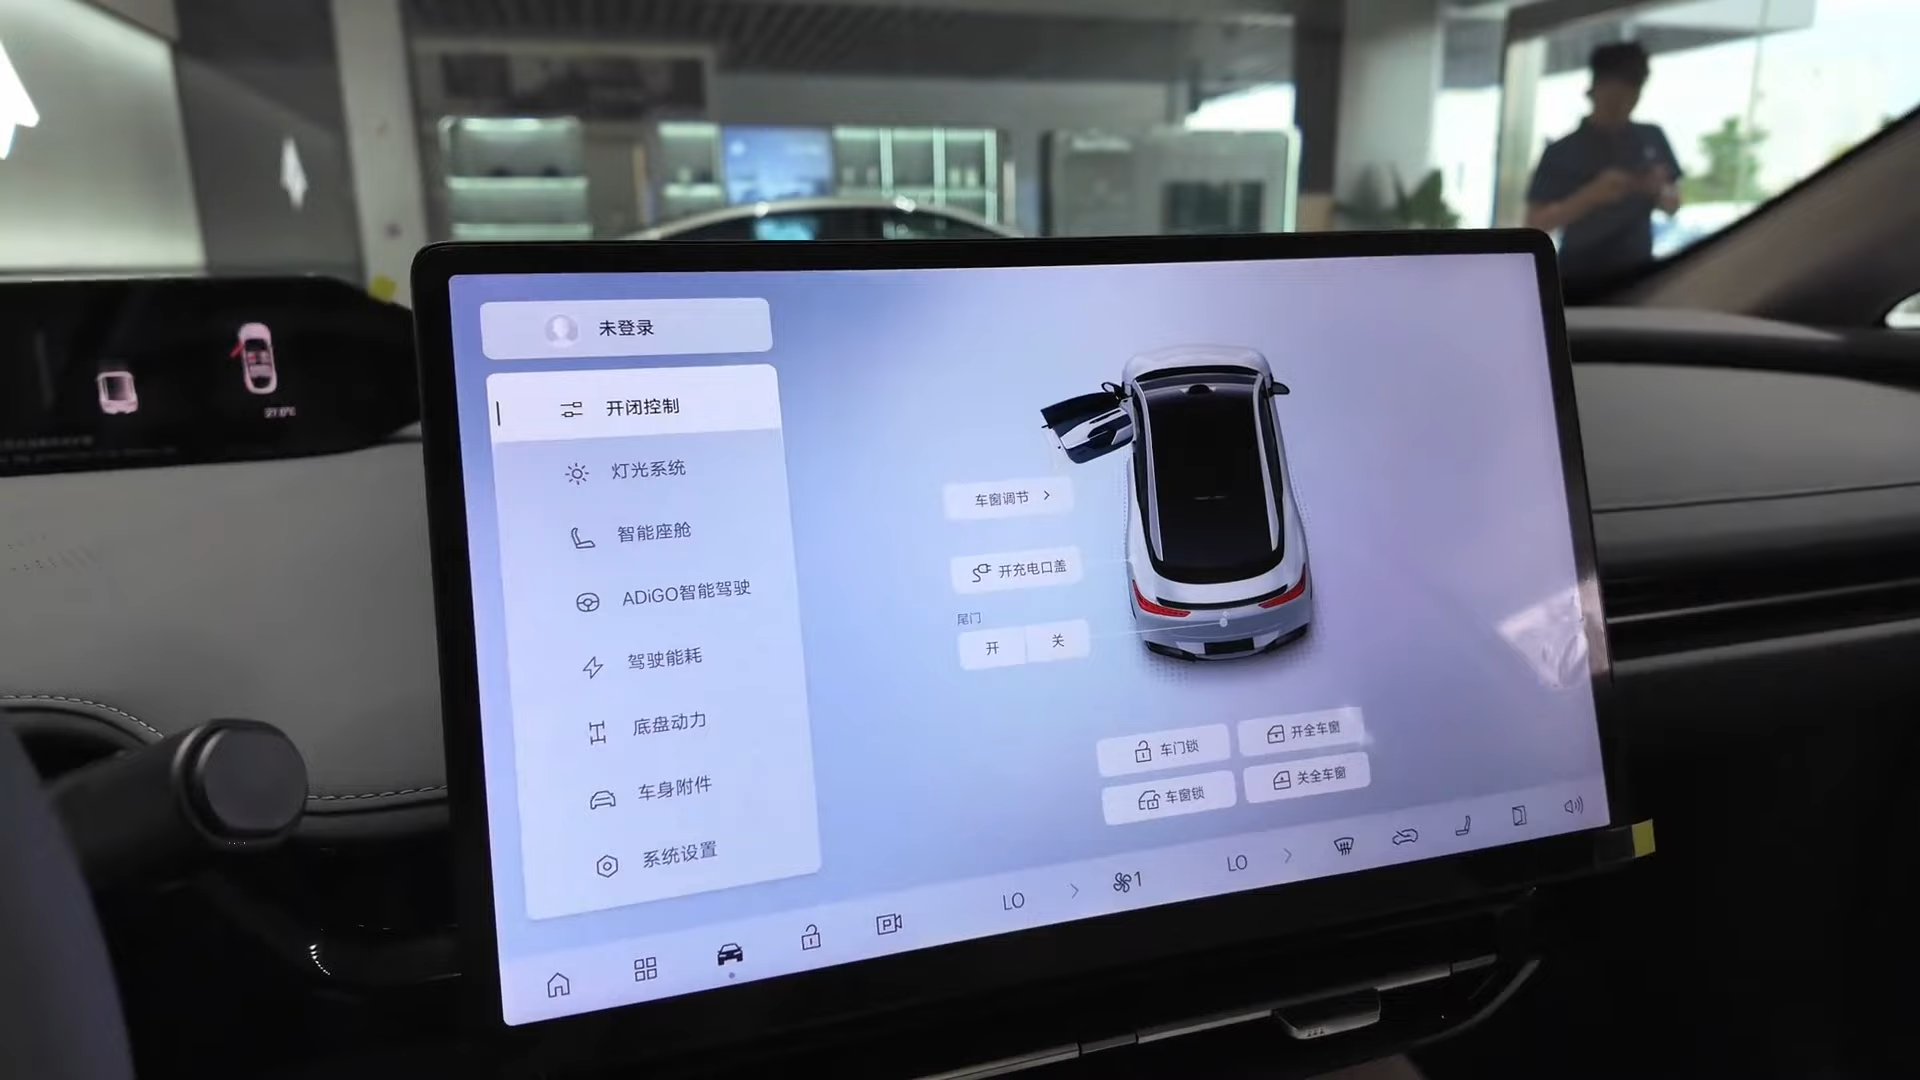 未登录
开闭控制
灯光系统
智能座舱
ADiGO智能驾驶
驾驶能耗
底盘动力
车身附件
系统设置
车窗调节
开充电口盖
尾门
开 关
车门锁 开全车窗
车窗锁 关全车窗
P LO 1 LO